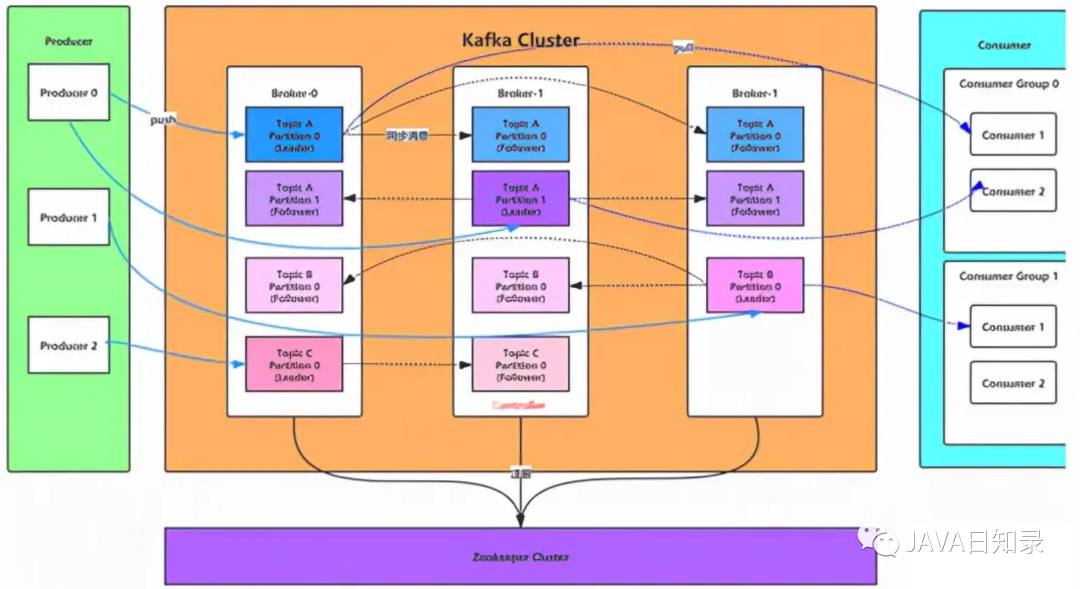 Producer
Producer 0
Producer 1
Producer 2
push
Kafka Cluster
pull
Broker-0
Topic A
Partition 0
(Leader)
Topic A
Partition 1
(Follower)
Topic B
Partition 0
(Follower)
Topic C
Partition 0
(Leader)
同步消息
Broker-1
Topic A
Partition 0
(Follower)
Topic A
Partition 1
(Leader)
Topic B
Partition 0
(Follower)
Topic C
Partition 0
(Follower)
Controller
Broker-1
Topic A
Partition 0
(Follower)
Topic A
Partition 1
(Follower)
Topic B
Partition 0
(Leader)
Consumer
Consumer Group 0
Consumer 1
Consumer 2
Consumer Group 1
Consumer 1
Consumer 2
Zookeeper Cluster
JAVA日知录